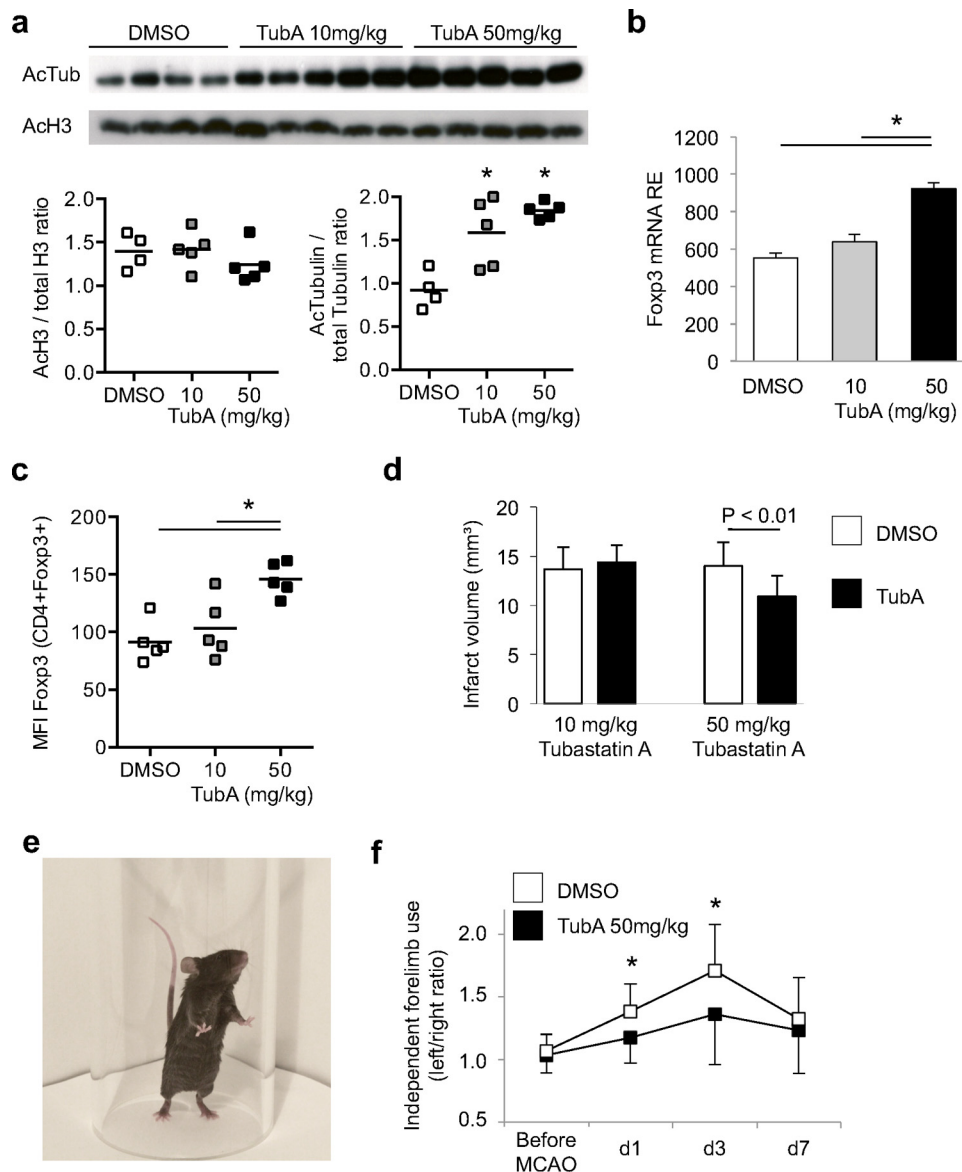 a
DMSO
TubA 10mg/kg
TubA 50mg/kg
AcTub
AcH3
AcH3 / total H3 ratio
2.0
1.5
1.0
0.5
0.0
DMSO
10
50
TubA (mg/kg)
AcTubulin /
total Tubulin ratio
2.0
1.5
1.0
0.5
0.0
*
*
DMSO
10
50
TubA (mg/kg)
b
Foxp3 mRNA RE
1200
1000
800
600
400
200
0
*
DMSO
10
50
TubA (mg/kg)
c
MFI Foxp3 (CD4+Foxp3+)
200
150
100
50
0
*
DMSO
10
50
TubA (mg/kg)
d
Infarct volume (mm³)
20
15
10
5
0
P < 0.01
DMSO
TubA
10 mg/kg
Tubastatin A
50 mg/kg
Tubastatin A
e
f
DMSO
TubA 50mg/kg
Independent forelimb use
(left/right ratio)
2.0
1.5
1.0
0.5
*
*
Before
MCAO
d1
d3
d7